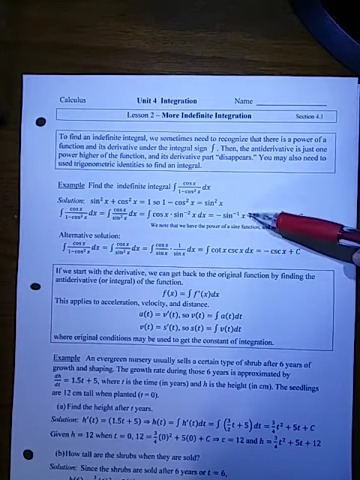 Calculus Unit 4 Integration Name
Lesson 2 – More Indefinite Integration Section 4.1
To find an indefinite integral, we sometimes need to recognize that there is a power of a
function and its derivative under the integral sign ∫. Then, the antiderivative is just one
power higher of the function, and its derivative part "disappears." You may also need to
used trigonometric identities to find an integral.
Example Find the indefinite integral ∫ cos x / 1−cos² x dx
Solution: sin² x + cos² x = 1 so 1 − cos² x = sin² x
∫ cos x / 1−cos² x dx = ∫ cos x / sin² x dx = ∫ cos x · sin⁻² x dx = − sin⁻¹ x
We note that we have the power of a sine function, and
Alternative solution:
∫ cos x / 1−cos² x dx = ∫ cos x / sin² x dx = ∫ cos x / sin x · 1 / sin x dx = ∫ cot x csc x dx = − csc x + C
If we start with the derivative, we can get back to the original function by finding the
antiderivative (or integral) of the function.
f(x) = ∫ f′(x)dx
This applies to acceleration, velocity, and distance.
a(t) = v′(t), so v(t) = ∫ a(t)dt
v(t) = s′(t), so s(t) = ∫ v(t)dt
where original conditions may be used to get the constant of integration.
Example An evergreen nursery usually sells a certain type of shrub after 6 years of
growth and shaping. The growth rate during those 6 years is approximated by
dh/dt = 1.5t + 5, where t is the time (in years) and h is the height (in cm). The seedlings
are 12 cm tall when planted (t = 0).
(a) Find the height after t years.
Solution: h′(t) = (1.5t + 5) ⇒ h(t) = ∫ h′(t)dt = ∫ (3/2 t + 5) dt = 3/4 t² + 5t + C
Given h = 12 when t = 0, 12 = 3/4 (0)² + 5(0) + C ⇒ c = 12 and h = 3/4 t² + 5t + 12
(b) How tall are the shrubs when they are sold?
Solution: Since the shrubs are sold after 6 years or t = 6,